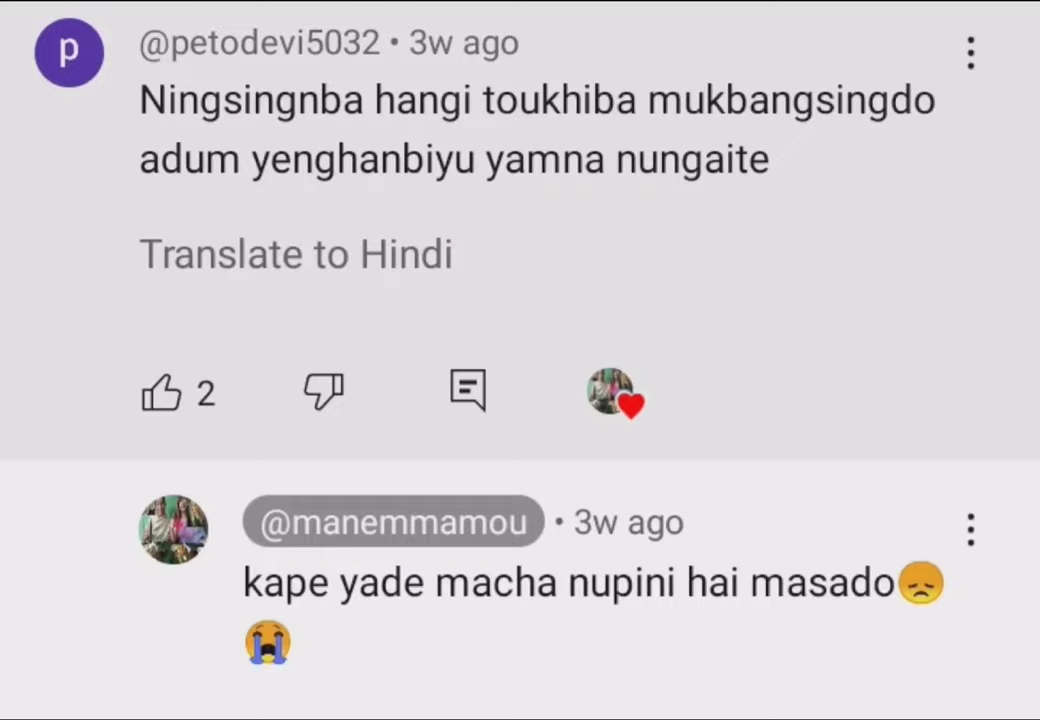 p
@petodevi5032 • 3w ago
Ningsingnba hangi toukhiba mukbangsingdo
adum yenghanbiyu yamna nungaite
Translate to Hindi
2
@manemmamou • 3w ago
kape yade macha nupini hai masado😞
😭